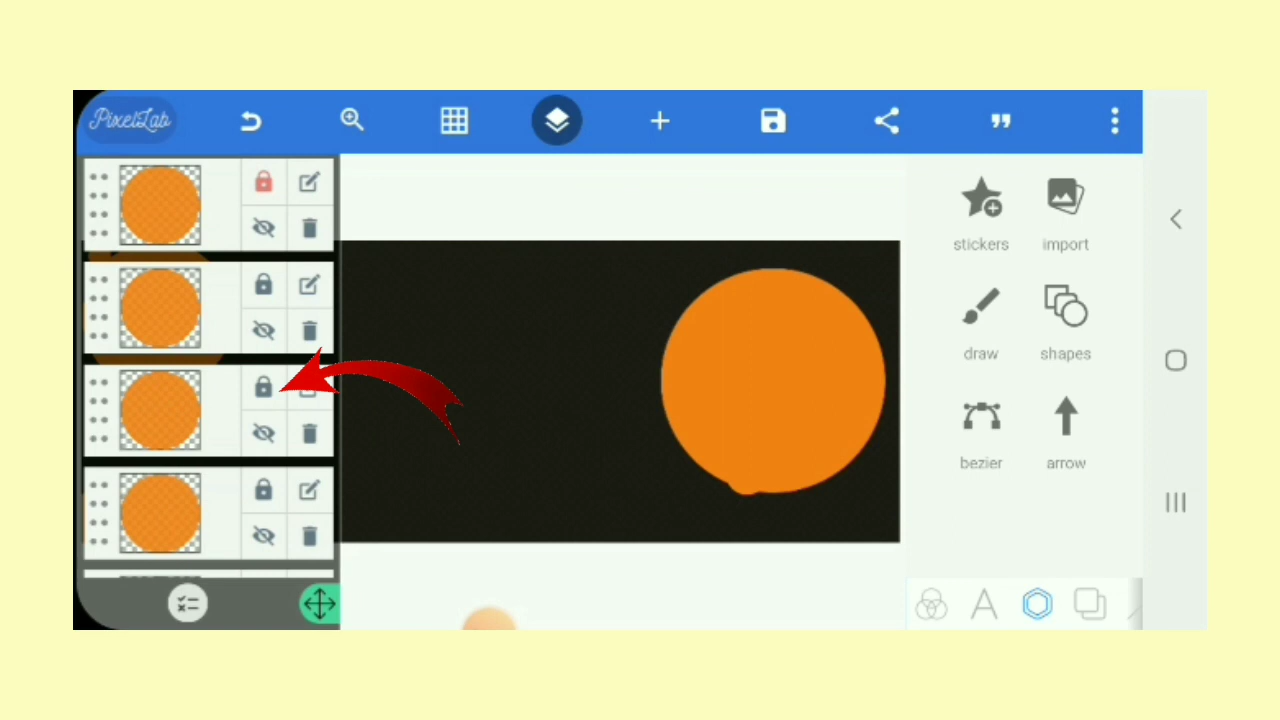 PixelLab
stickers
import
draw
shapes
bezier
arrow